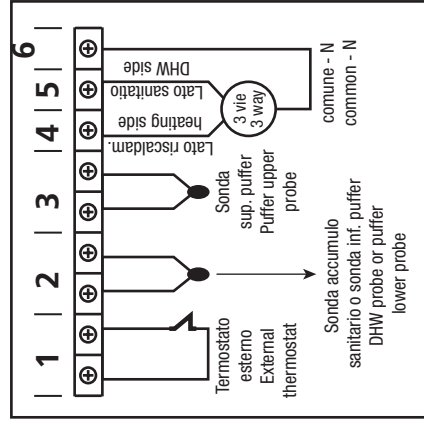 1
2
3
4
5
6
Termostato
esterno
External
thermostat
Sonda accumulo
sanitario o sonda inf. puffer
DHW probe or puffer
lower probe
Sonda
sup. puffer
Puffer upper
probe
Lato riscaldam.
heating side
Lato sanitatio
DHW side
3 vie
3 way
comune - N
common - N